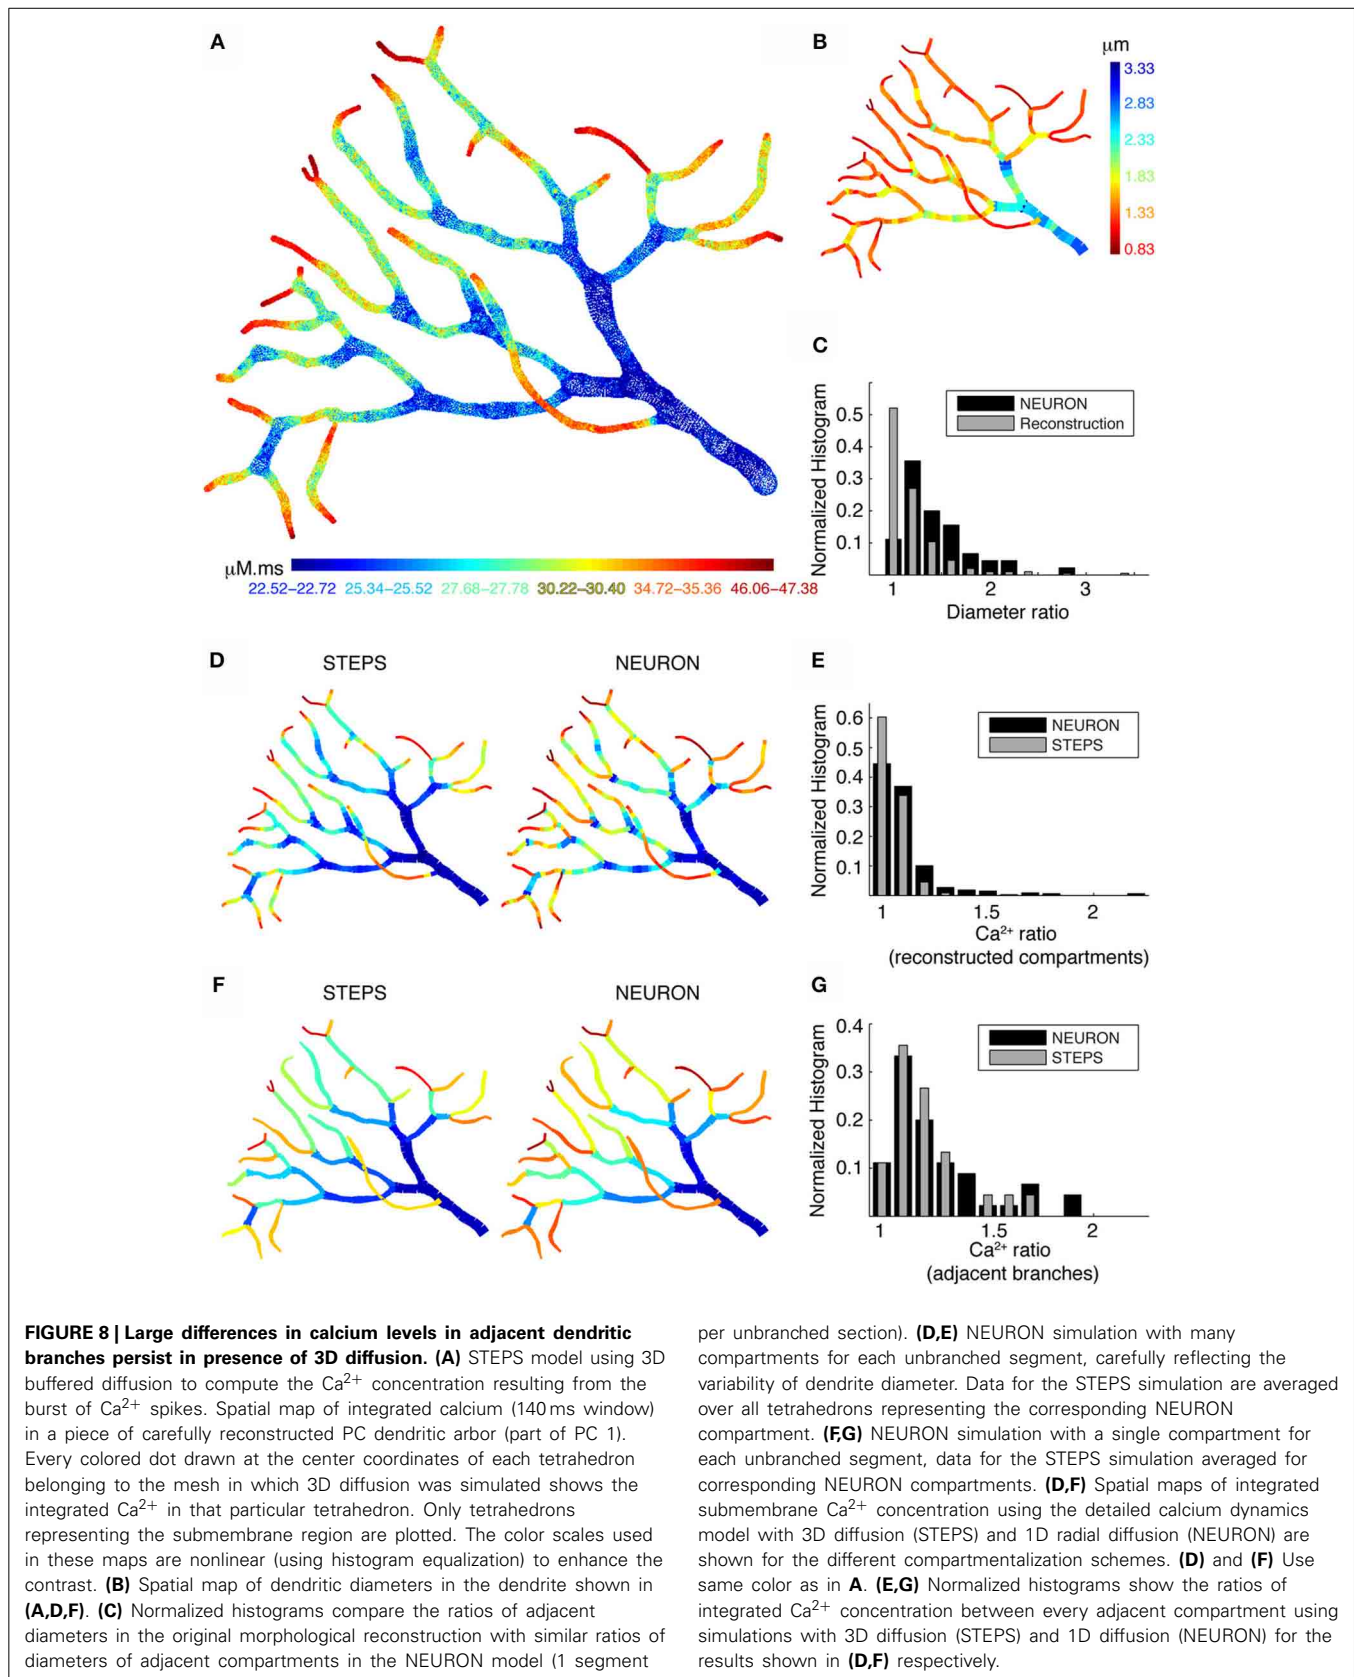 A
B
μm
3.33
2.83
2.33
1.83
1.33
0.83
μM.ms
22.52–22.72 25.34–25.52 27.68–27.78 30.22–30.40 34.72–35.36 46.06–47.38
C
Normalized Histogram
0.5
0.4
0.3
0.2
0.1
NEURON
Reconstruction
1 2 3
Diameter ratio
D
STEPS
NEURON
E
Normalized Histogram
0.6
0.5
0.4
0.3
0.2
0.1
NEURON
STEPS
1 1.5 2
Ca²⁺ ratio
(reconstructed compartments)
F
STEPS
NEURON
G
Normalized Histogram
0.4
0.3
0.2
0.1
NEURON
STEPS
1 1.5 2
Ca²⁺ ratio
(adjacent branches)
FIGURE 8 | Large differences in calcium levels in adjacent dendritic
branches persist in presence of 3D diffusion. (A) STEPS model using 3D
buffered diffusion to compute the Ca²⁺ concentration resulting from the
burst of Ca²⁺ spikes. Spatial map of integrated calcium (140 ms window)
in a piece of carefully reconstructed PC dendritic arbor (part of PC 1).
Every colored dot drawn at the center coordinates of each tetrahedron
belonging to the mesh in which 3D diffusion was simulated shows the
integrated Ca²⁺ in that particular tetrahedron. Only tetrahedrons
representing the submembrane region are plotted. The color scales used
in these maps are nonlinear (using histogram equalization) to enhance the
contrast. (B) Spatial map of dendritic diameters in the dendrite shown in
(A,D,F). (C) Normalized histograms compare the ratios of adjacent
diameters in the original morphological reconstruction with similar ratios of
diameters of adjacent compartments in the NEURON model (1 segment
per unbranched section). (D,E) NEURON simulation with many
compartments for each unbranched segment, carefully reflecting the
variability of dendrite diameter. Data for the STEPS simulation are averaged
over all tetrahedrons representing the corresponding NEURON
compartment. (F,G) NEURON simulation with a single compartment for
each unbranched segment, data for the STEPS simulation averaged for
corresponding NEURON compartments. (D,F) Spatial maps of integrated
submembrane Ca²⁺ concentration using the detailed calcium dynamics
model with 3D diffusion (STEPS) and 1D radial diffusion (NEURON) are
shown for the different compartmentalization schemes. (D) and (F) Use
same color as in A. (E,G) Normalized histograms show the ratios of
integrated Ca²⁺ concentration between every adjacent compartment using
simulations with 3D diffusion (STEPS) and 1D diffusion (NEURON) for the
results shown in (D,F) respectively.